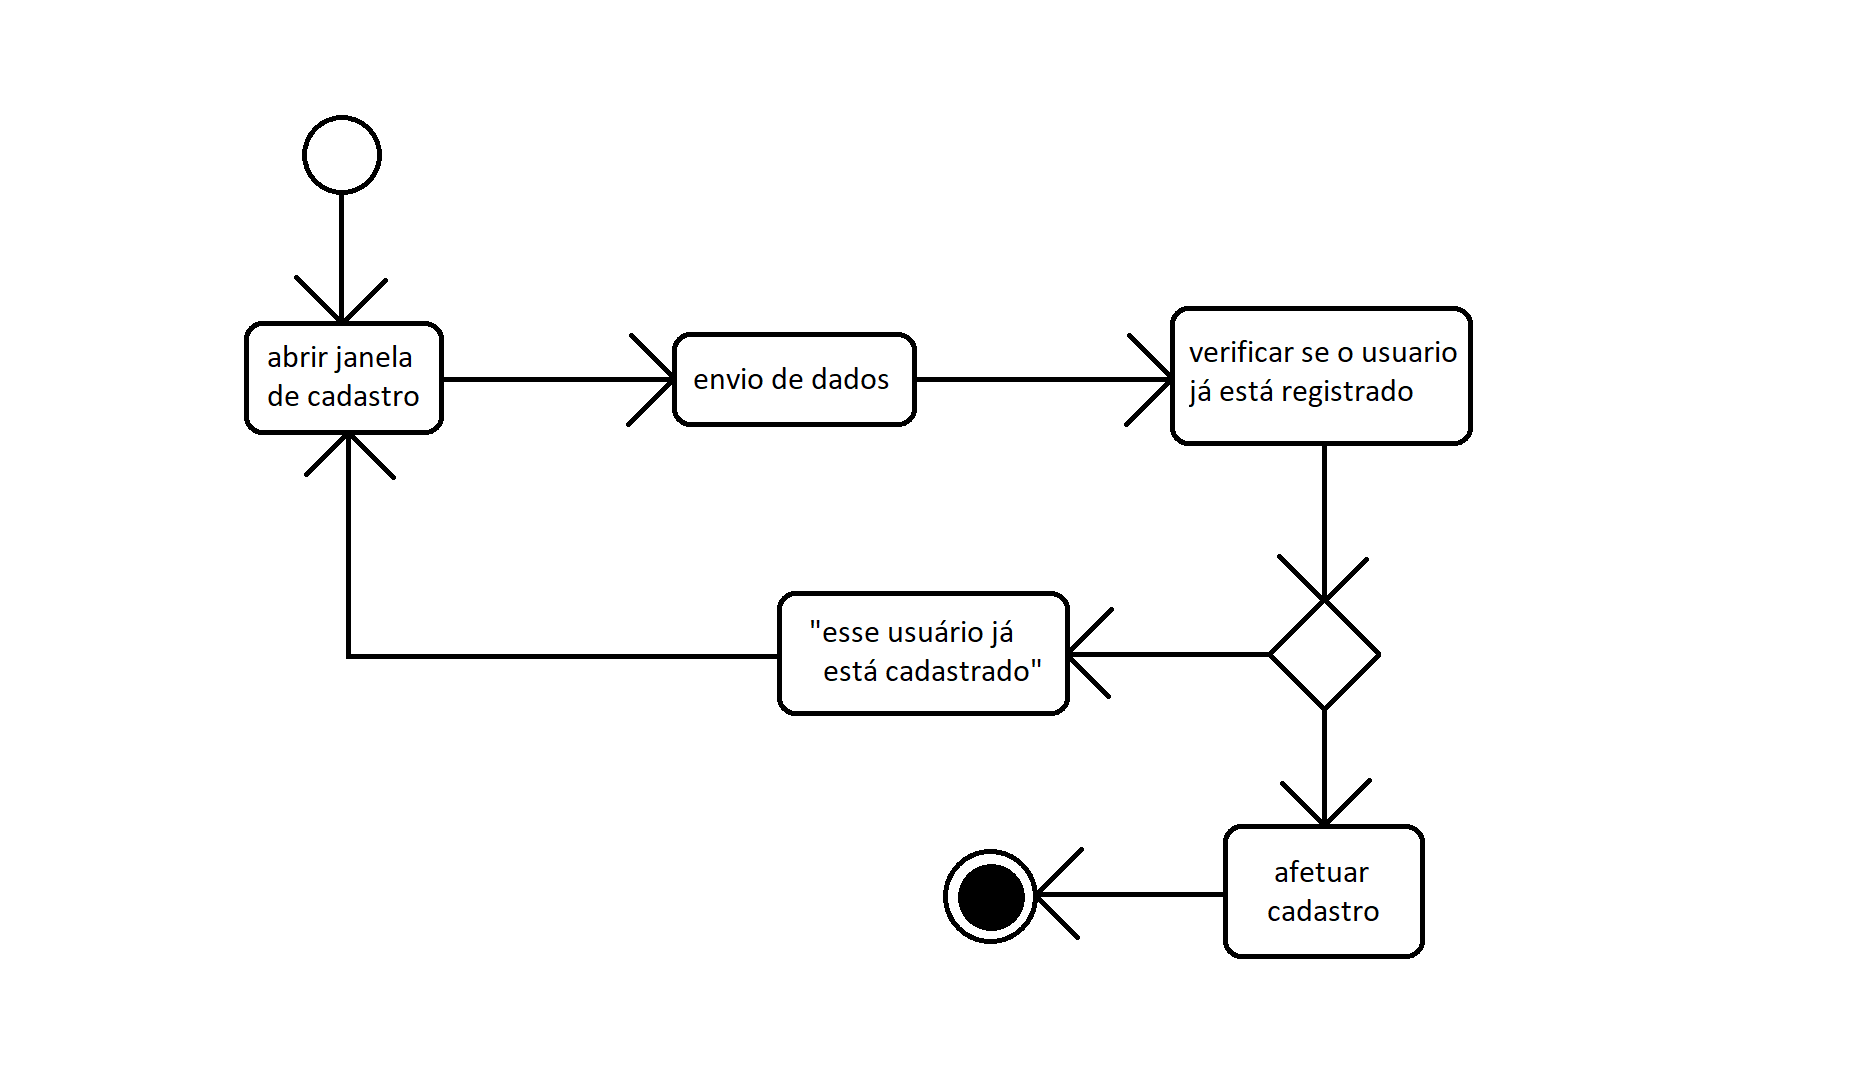 abrir janela
de cadastro
envio de dados
verificar se o usuario
já está registrado
"esse usuário já
está cadastrado"
afetuar
cadastro